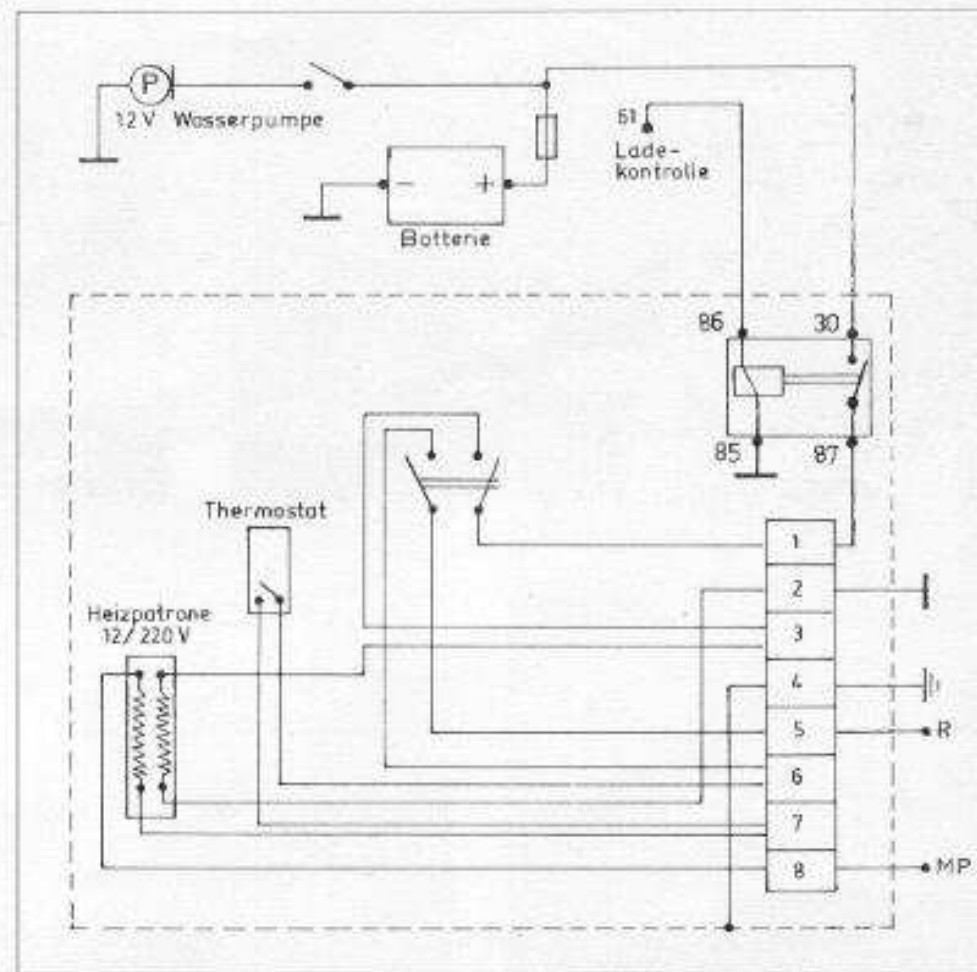 P
12 V Wasserpumpe
61
Lade-
kontrolle
- +
Batterie
86 30
85 87
Thermostat
Heizpatrone
12/220 V
1
2
3
4
5 R
6
7
8 MP